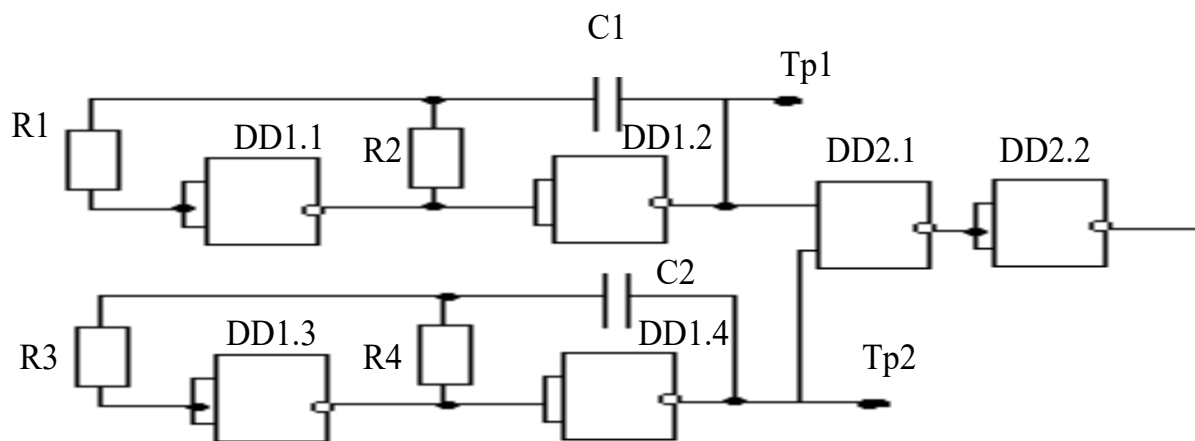 C1
Tp1
R1
DD1.1
R2
DD1.2
DD2.1
DD2.2
C2
R3
DD1.3
R4
DD1.4
Tp2